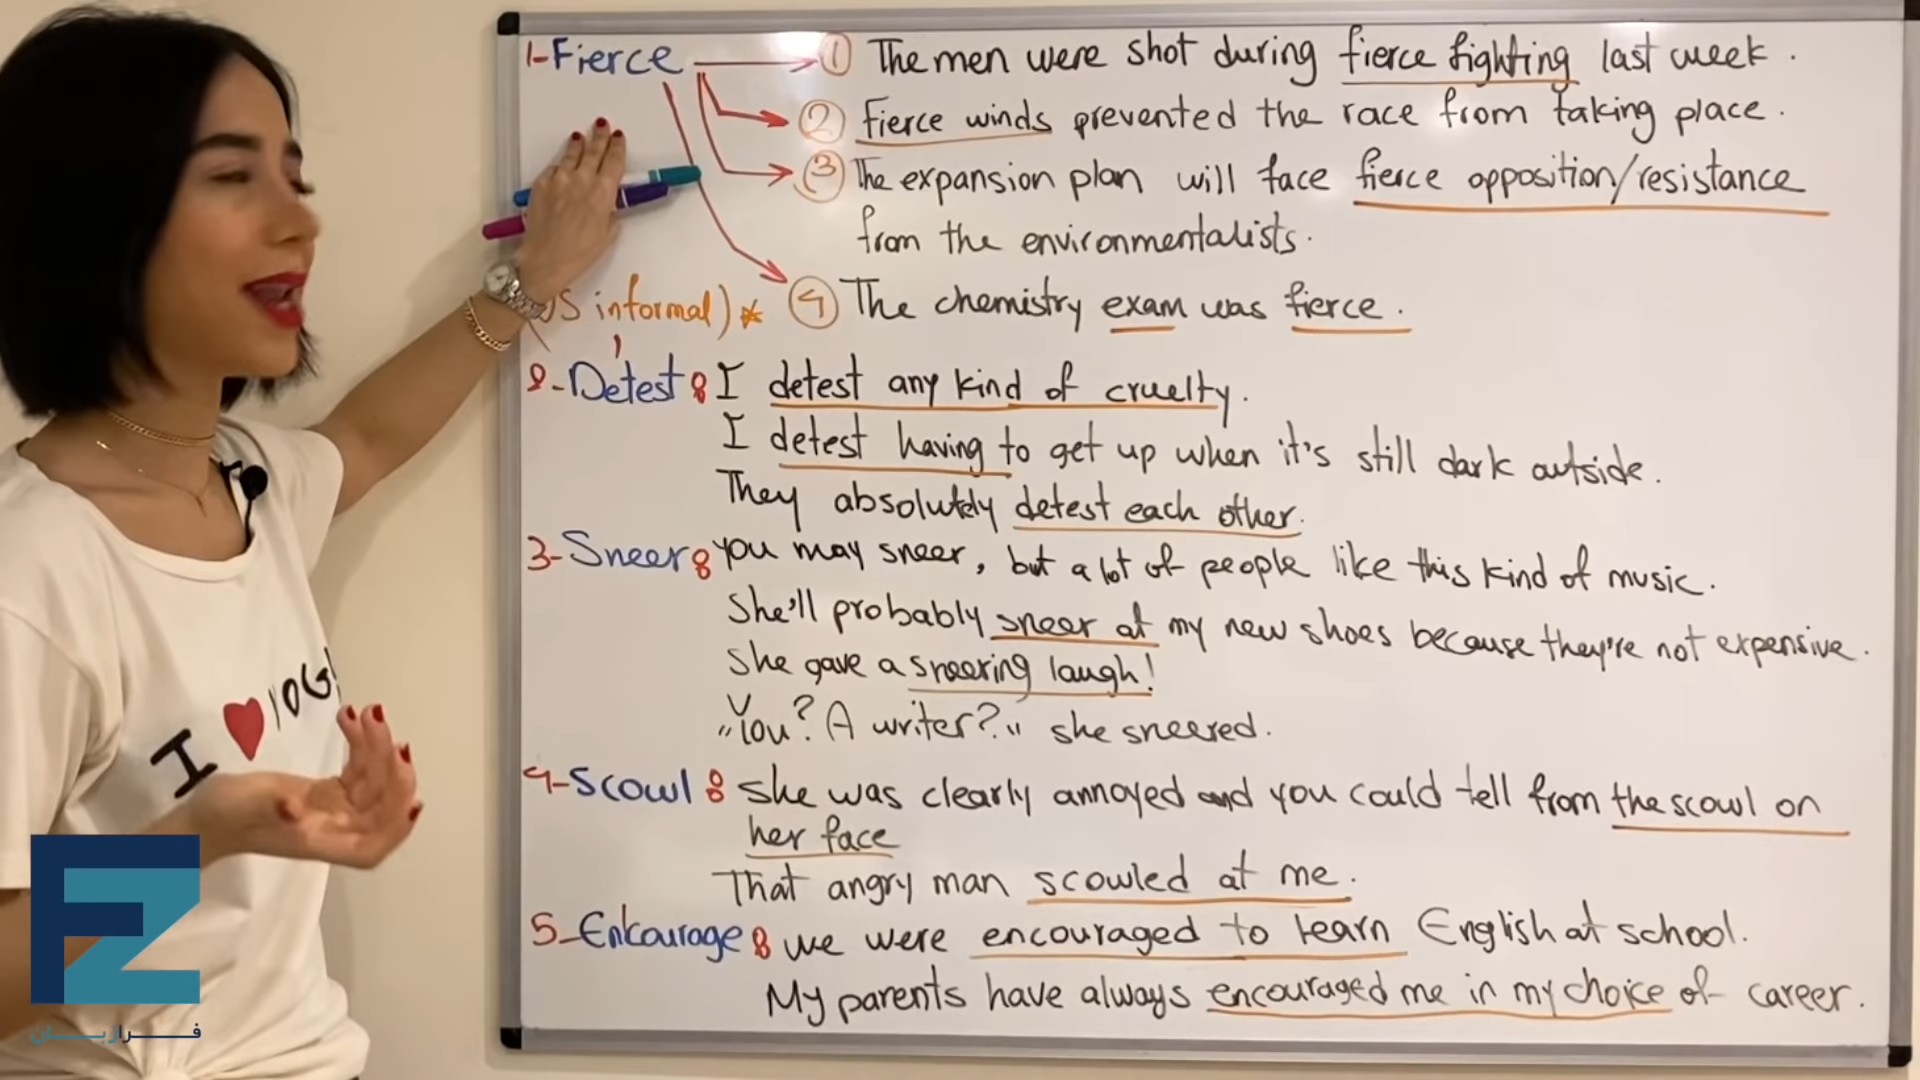 1-Fierce
① The men were shot during fierce fighting last week.
② Fierce winds prevented the race from taking place.
③ The expansion plan will face fierce opposition/resistance
from the environmentalists.
S informal) * ④ The chemistry exam was fierce.
2-Detest: I detest any kind of cruelty.
I detest having to get up when it's still dark outside.
They absolutely detest each other.
3-Sneer: you may sneer, but a lot of people like this kind of music.
She'll probably sneer at my new shoes because they're not expensive.
She gave a sneering laugh!
"You? A writer?" she sneered.
4-Scowl: She was clearly annoyed and you could tell from the scowl on
her face
That angry man scowled at me.
5-Encourage: we were encouraged to learn English at school.
My parents have always encouraged me in my choice of career.
I ♥
FZ
فرازبان